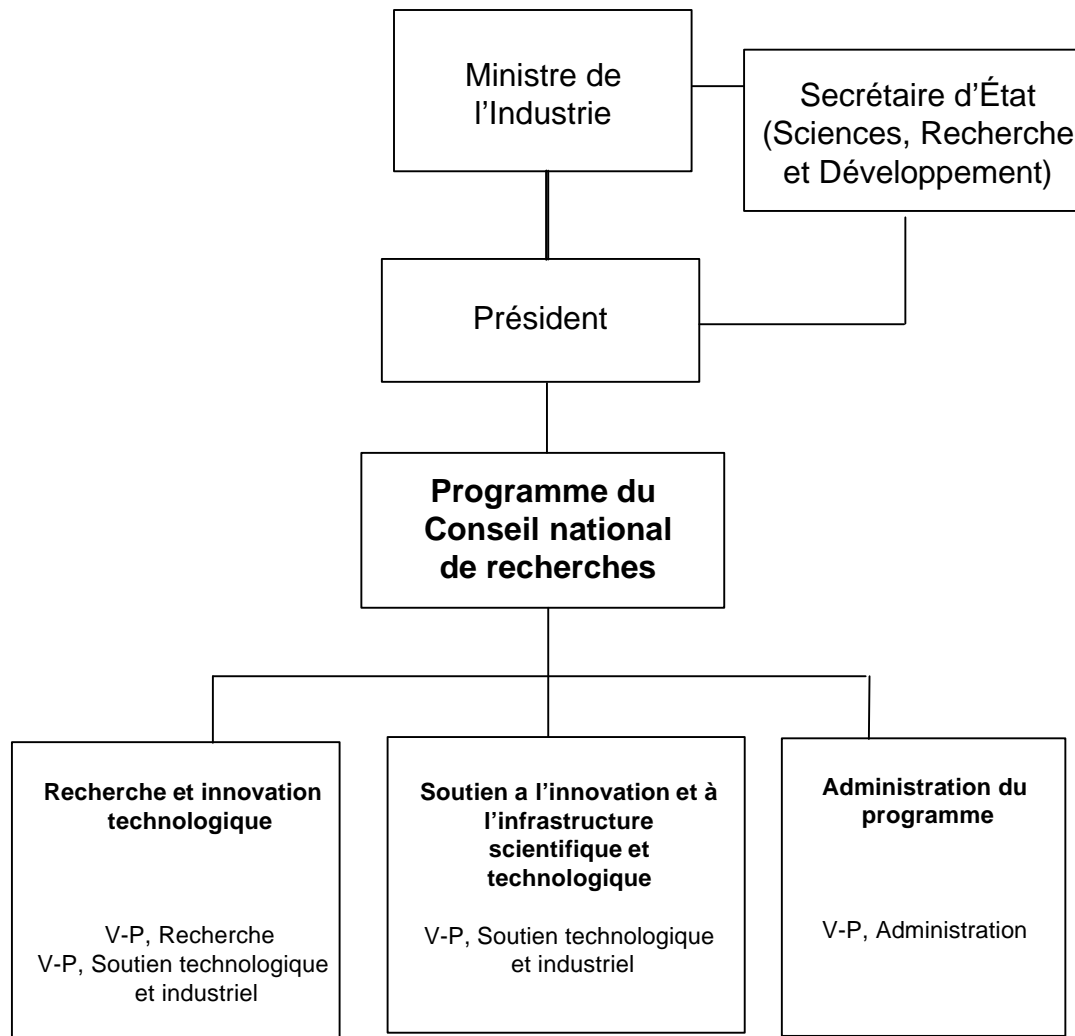 Ministre de
l’Industrie
Secrétaire d’État
(Sciences, Recherche
et Développement)
Président
Programme du
Conseil national
de recherches
Recherche et innovation
technologique
V-P, Recherche
V-P, Soutien technologique
et industriel
Soutien a l’innovation et à
l’infrastructure
scientifique et
technologique
V-P, Soutien technologique
et industriel
Administration du
programme
V-P, Administration